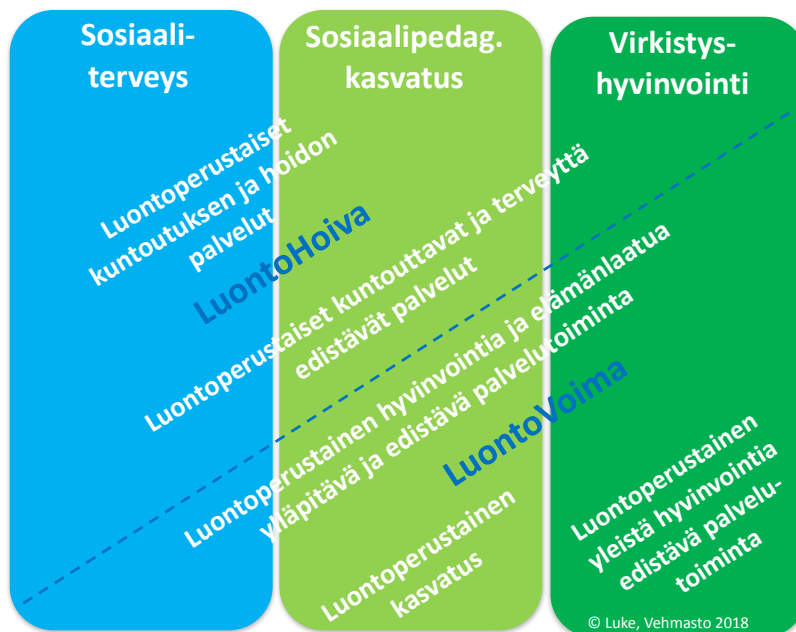 Sosiaali-
terveys
Sosiaalipedag.
kasvatus
Virkistys-
hyvinvointi
Luontoperustaiset
kuntoutuksen ja hoidon
palvelut
LuontoHoiva
Luontoperustaiset kuntouttavat ja terveyttä
edistävät palvelut
Luontoperustainen hyvinvointia ja elämänlaatua
ylläpitävä ja edistävä palvelutoiminta
LuontoVoima
Luontoperustainen
kasvatus
Luontoperustainen
yleistä hyvinvointia
edistävä palvelu-
toiminta
© Luke, Vehmasto 2018